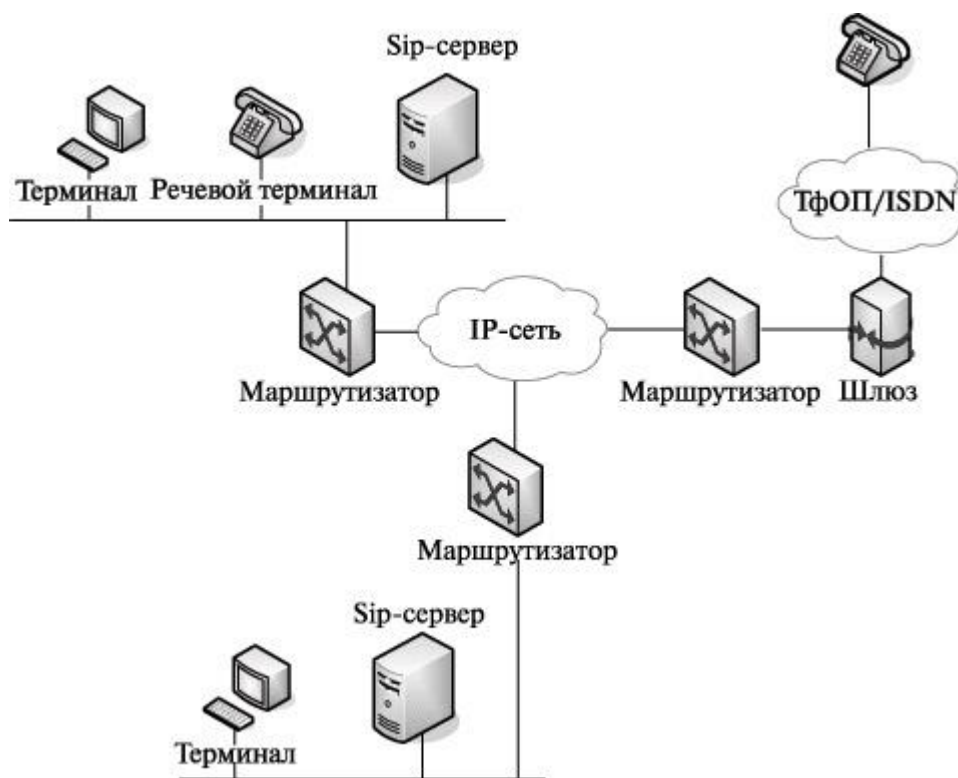 Sip-сервер
Терминал
Речевой терминал
ТфОП/ISDN
IP-сеть
Маршрутизатор
Маршрутизатор
Шлюз
Маршрутизатор
Sip-сервер
Терминал